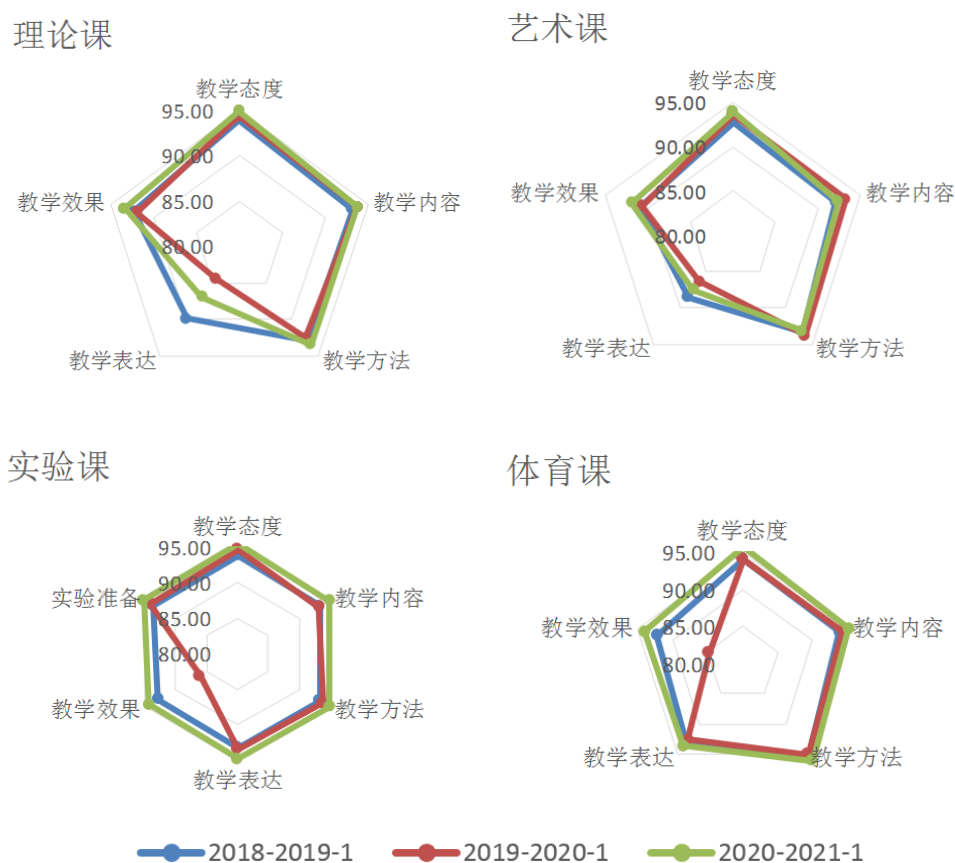 理论课
教学态度
95.00
90.00
85.00
80.00
教学效果
教学内容
教学表达
教学方法
艺术课
教学态度
95.00
90.00
85.00
80.00
教学效果
教学内容
教学表达
教学方法
实验课
教学态度
95.00
90.00
85.00
80.00
实验准备
教学内容
教学效果
教学方法
教学表达
体育课
教学态度
95.00
90.00
85.00
80.00
教学效果
教学内容
教学表达
教学方法
2018-2019-1
2019-2020-1
2020-2021-1